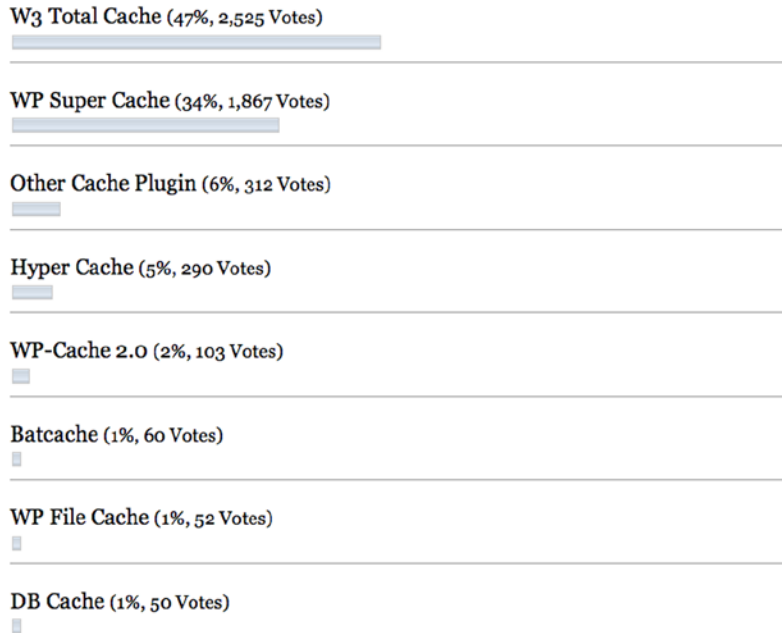 W3 Total Cache (47%, 2,525 Votes)
WP Super Cache (34%, 1,867 Votes)
Other Cache Plugin (6%, 312 Votes)
Hyper Cache (5%, 290 Votes)
WP-Cache 2.0 (2%, 103 Votes)
Batcache (1%, 60 Votes)
WP File Cache (1%, 52 Votes)
DB Cache (1%, 50 Votes)